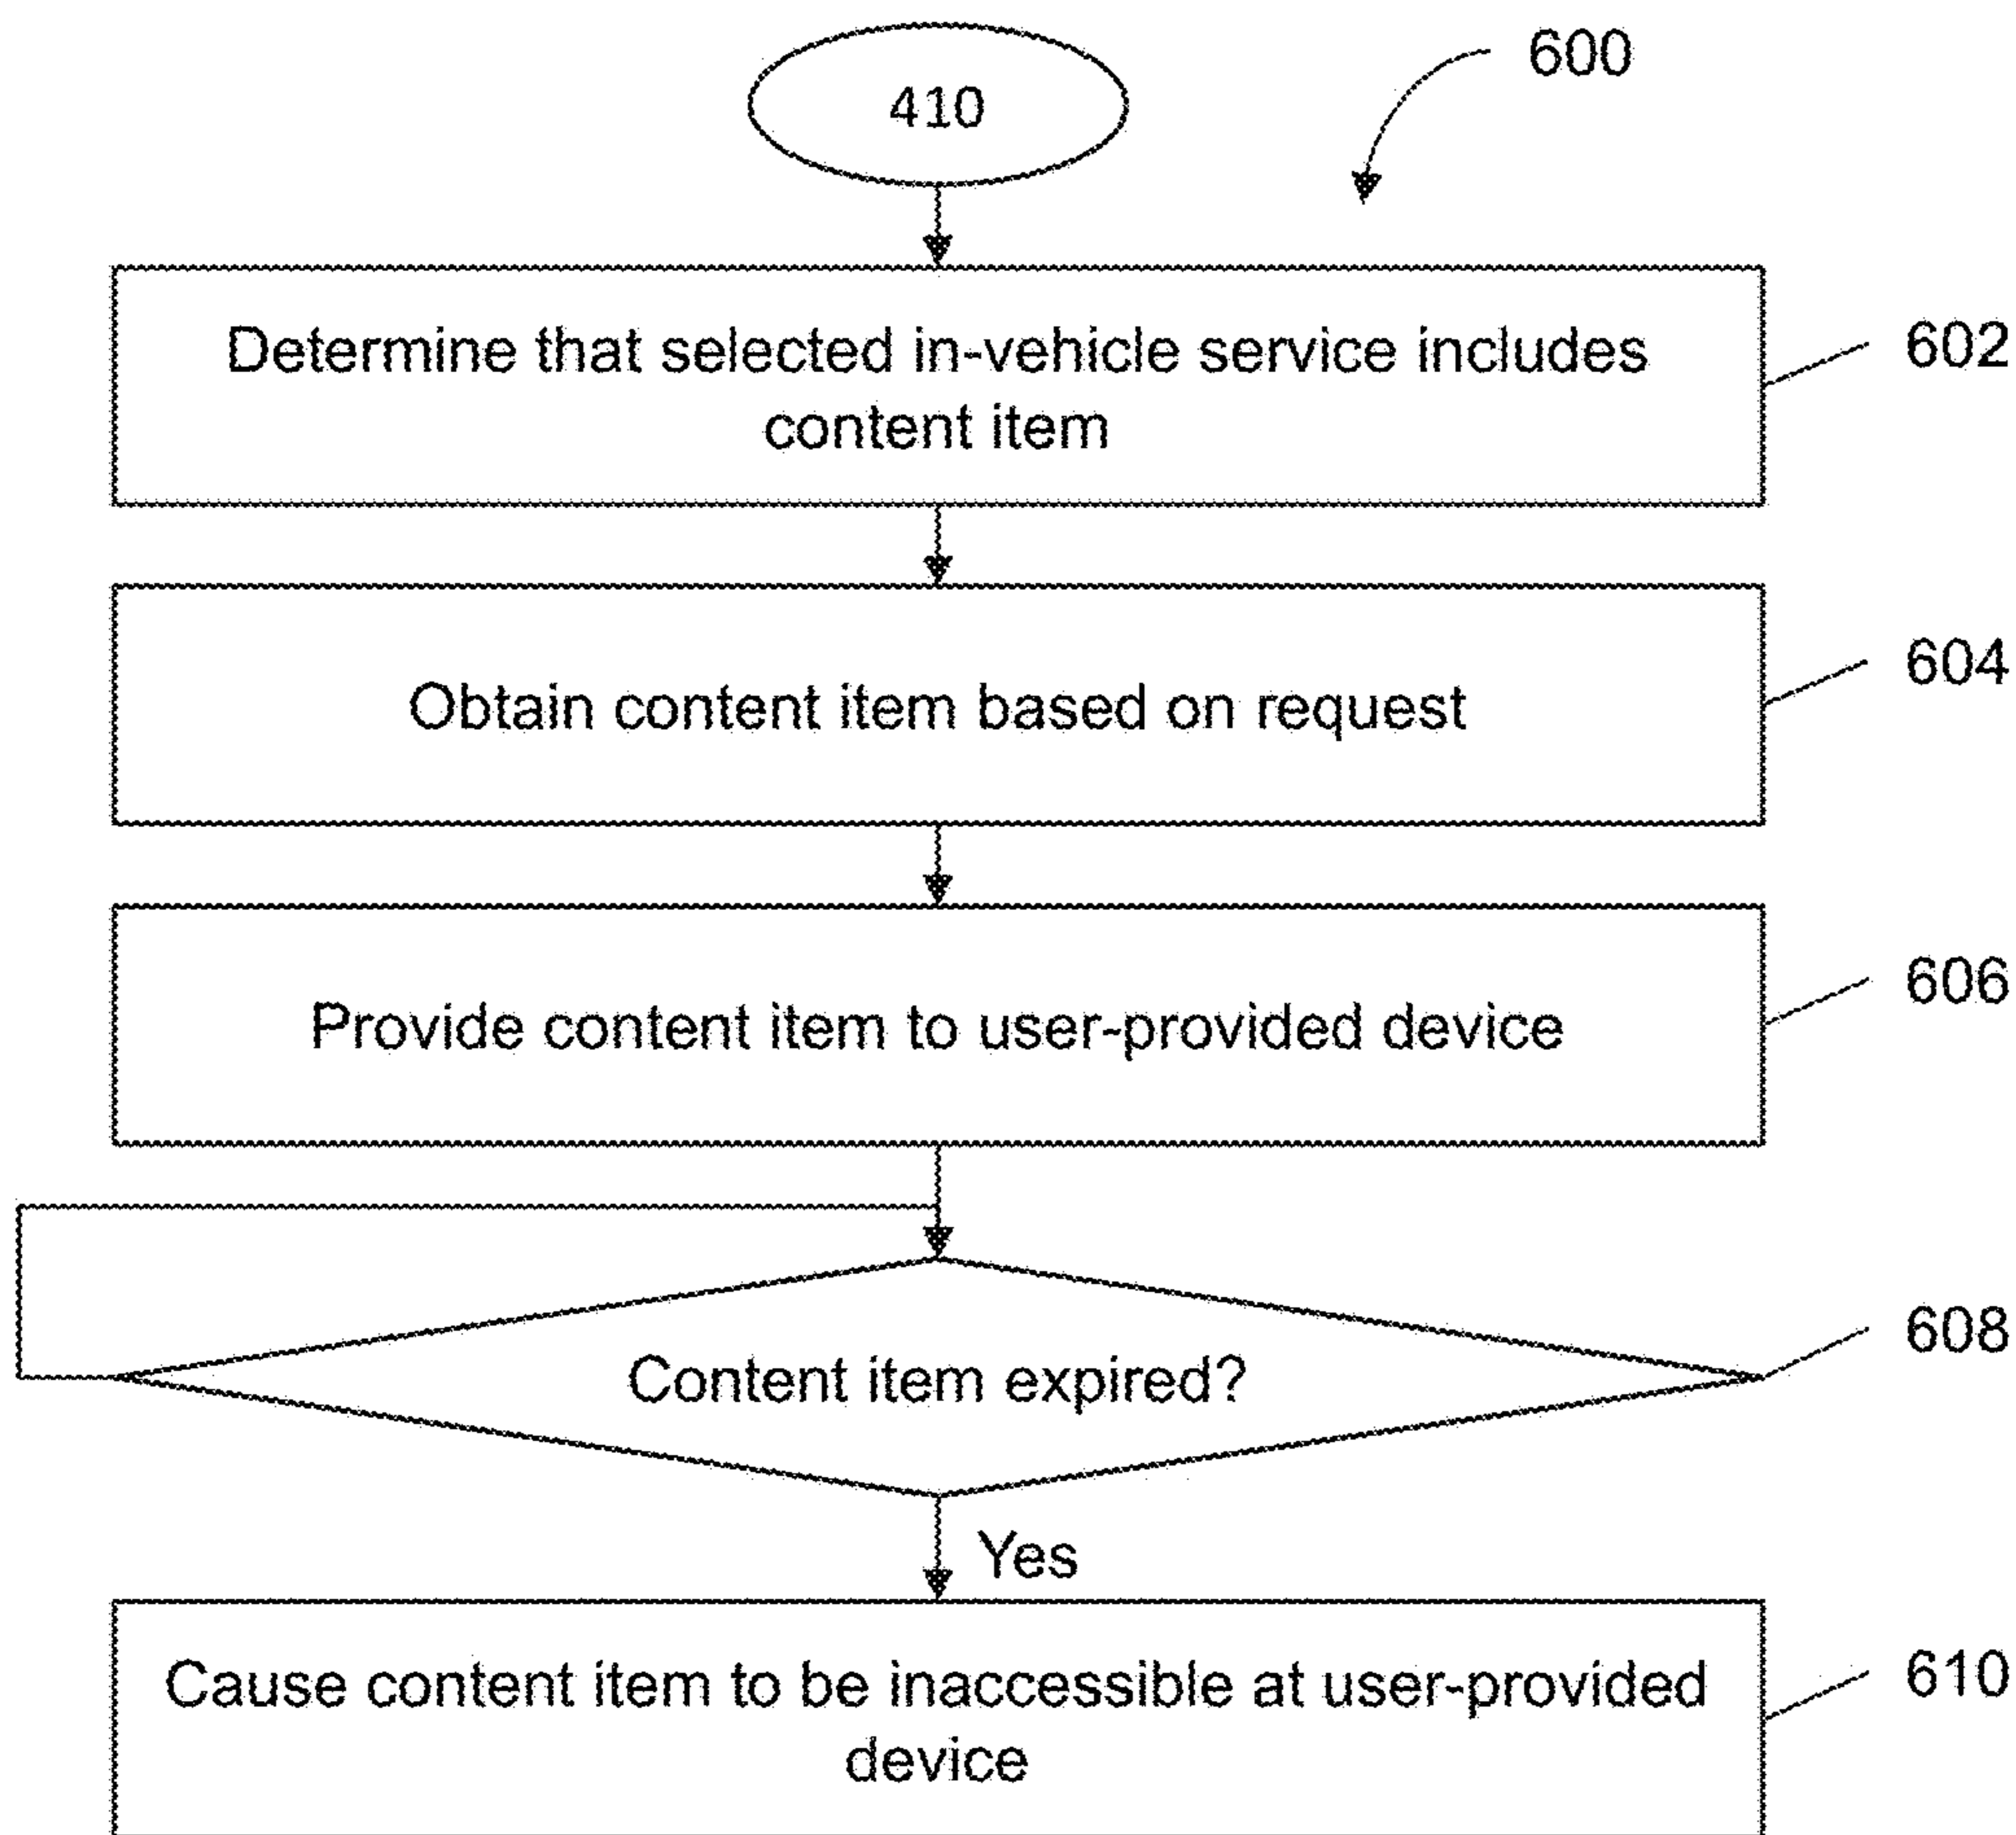 410
600
Determine that selected in-vehicle service includes
content item
602
Obtain content item based on request
604
Provide content item to user-provided device
606
Content item expired?
608
Yes
Cause content item to be inaccessible at user-provided
device
610